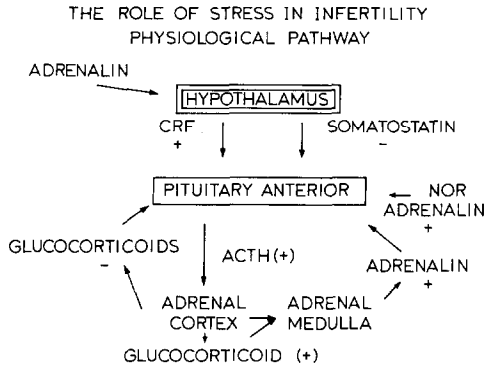 THE ROLE OF STRESS IN INFERTILITY
PHYSIOLOGICAL PATHWAY
ADRENALIN
HYPOTHALAMUS
CRF
+
SOMATOSTATIN
-
PITUITARY ANTERIOR
NOR
ADRENALIN
+
GLUCOCORTICOIDS
-
ACTH (+)
ADRENALIN
+
ADRENAL
CORTEX
ADRENAL
MEDULLA
GLUCOCORTICOID (+)